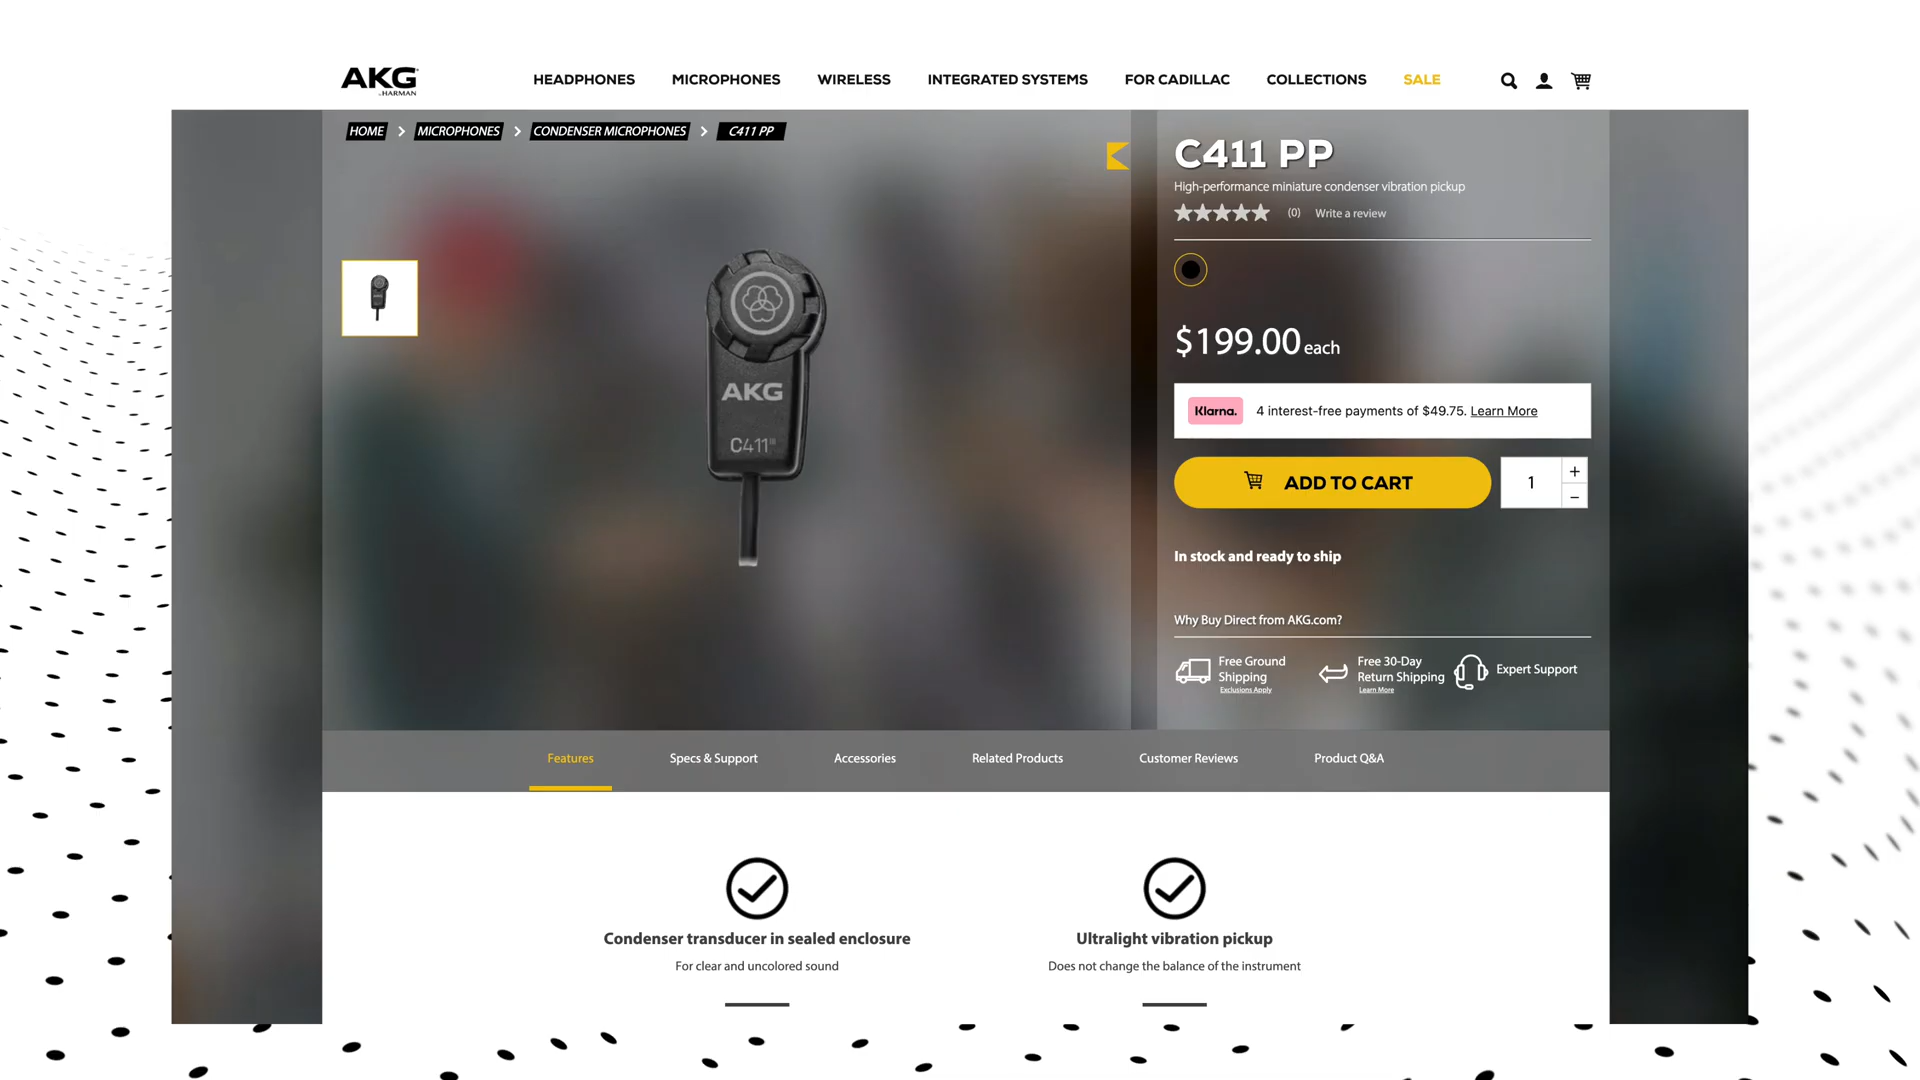 AKG
by HARMAN
HEADPHONES MICROPHONES WIRELESS INTEGRATED SYSTEMS FOR CADILLAC COLLECTIONS SALE
HOME MICROPHONES CONDENSER MICROPHONES C411 PP
C411 PP
High-performance miniature condenser vibration pickup
(0) Write a review
$199.00 each
Klarna. 4 interest-free payments of $49.75. Learn More
ADD TO CART 1 + −
In stock and ready to ship
Why Buy Direct from AKG.com?
Free Ground
Shipping
Exclusions Apply
Free 30-Day
Return Shipping
Learn More
Expert Support
AKG
C411 III
Features Specs & Support Accessories Related Products Customer Reviews Product Q&A
Condenser transducer in sealed enclosure
For clear and uncolored sound
Ultralight vibration pickup
Does not change the balance of the instrument